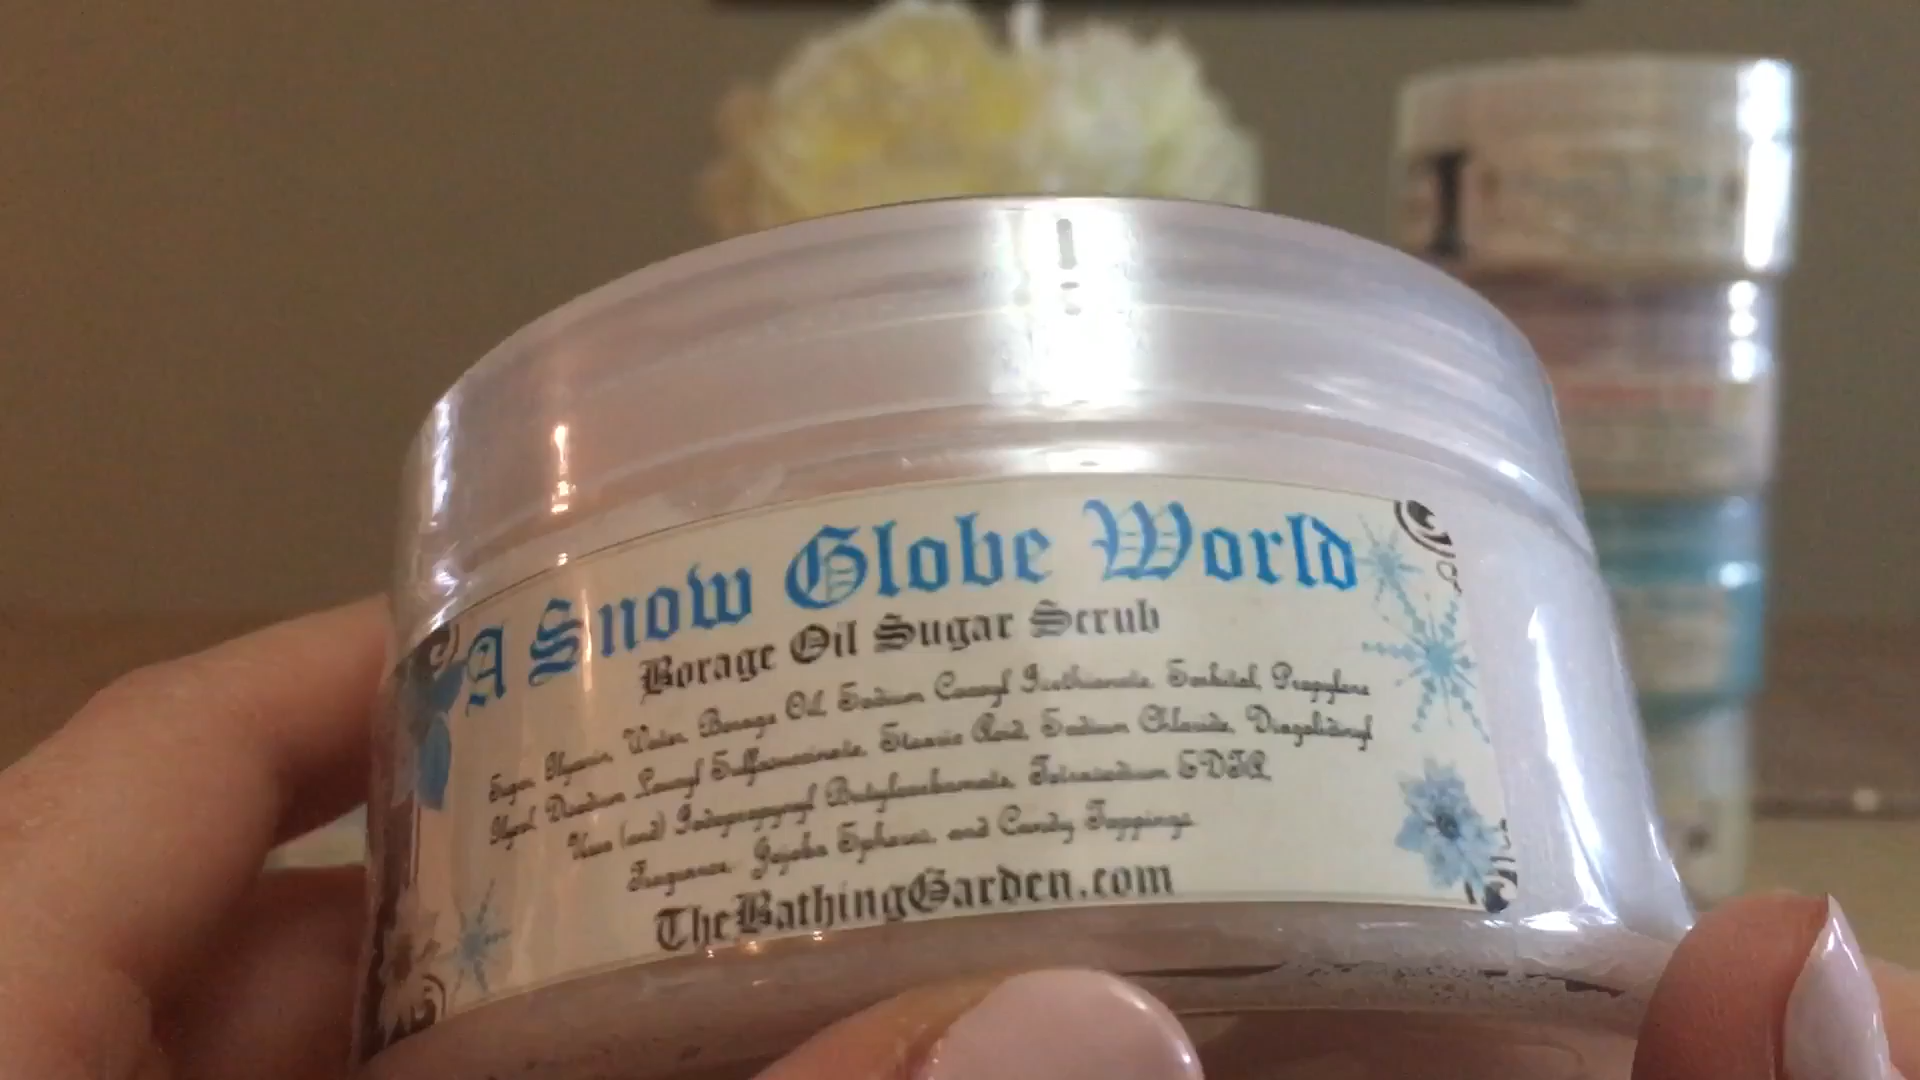 A Snow Globe World
Borage Oil Sugar Scrub
Sugar, Glycerin, Water, Borage Oil, Sodium Cocoyl Isethionate, Sorbitol, Propylene
Glycol, Disodium Lauryl Sulfosuccinate, Stearic Acid, Sodium Chloride, Diazolidinyl
Urea (and) Iodopropynyl Butylcarbamate, Tetrasodium EDTA,
Fragrance, Jojoba Spheres, and Candy Toppings
TheBathingGarden.com